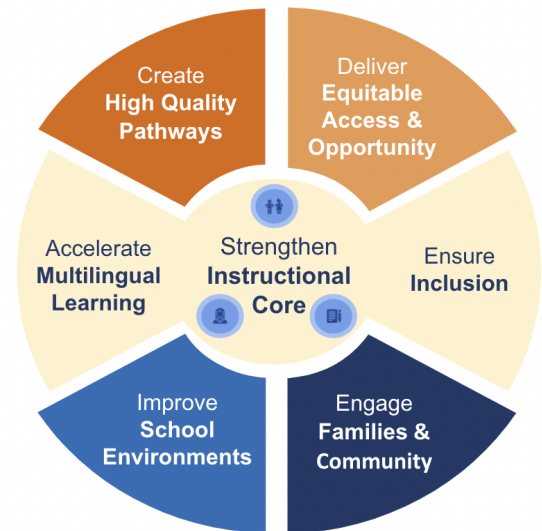 Create
High Quality
Pathways
Deliver
Equitable
Access &
Opportunity
Accelerate
Multilingual
Learning
Strengthen
Instructional
Core
Ensure
Inclusion
Improve
School
Environments
Engage
Families &
Community